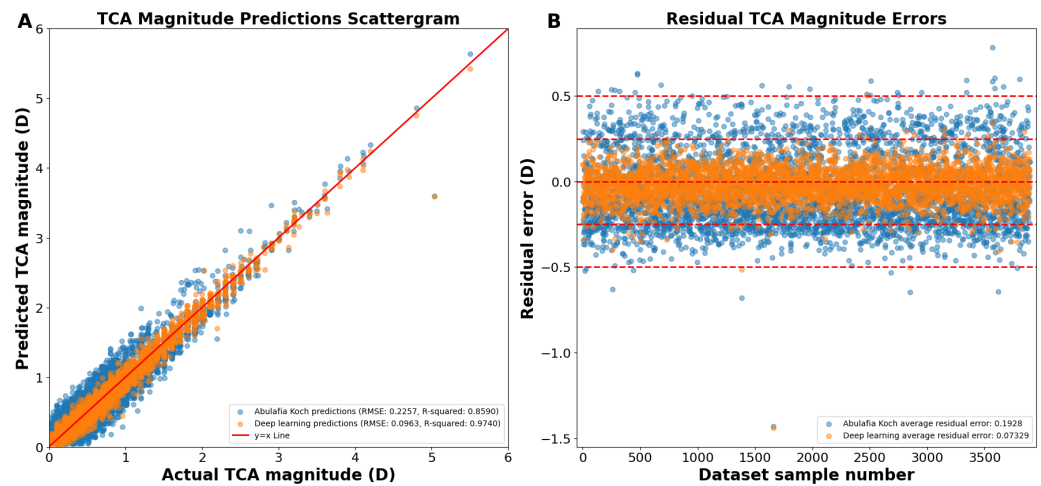 A
TCA Magnitude Predictions Scattergram
6
5
4
3
2
1
0
Predicted TCA magnitude (D)
0 1 2 3 4 5 6
Actual TCA magnitude (D)
Abulafia Koch predictions (RMSE: 0.2257, R-squared: 0.8590)
Deep learning predictions (RMSE: 0.0963, R-squared: 0.9740)
y=x Line
B
Residual TCA Magnitude Errors
0.5
0.0
−0.5
−1.0
−1.5
Residual error (D)
0 500 1000 1500 2000 2500 3000 3500
Dataset sample number
Abulafia Koch average residual error: 0.1928
Deep learning average residual error: 0.07329